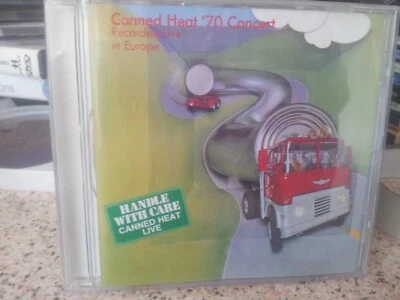 Canned Heat '70 Concert
Recorded Live
in Europe
HANDLE
WITH CARE
CANNED HEAT
LIVE